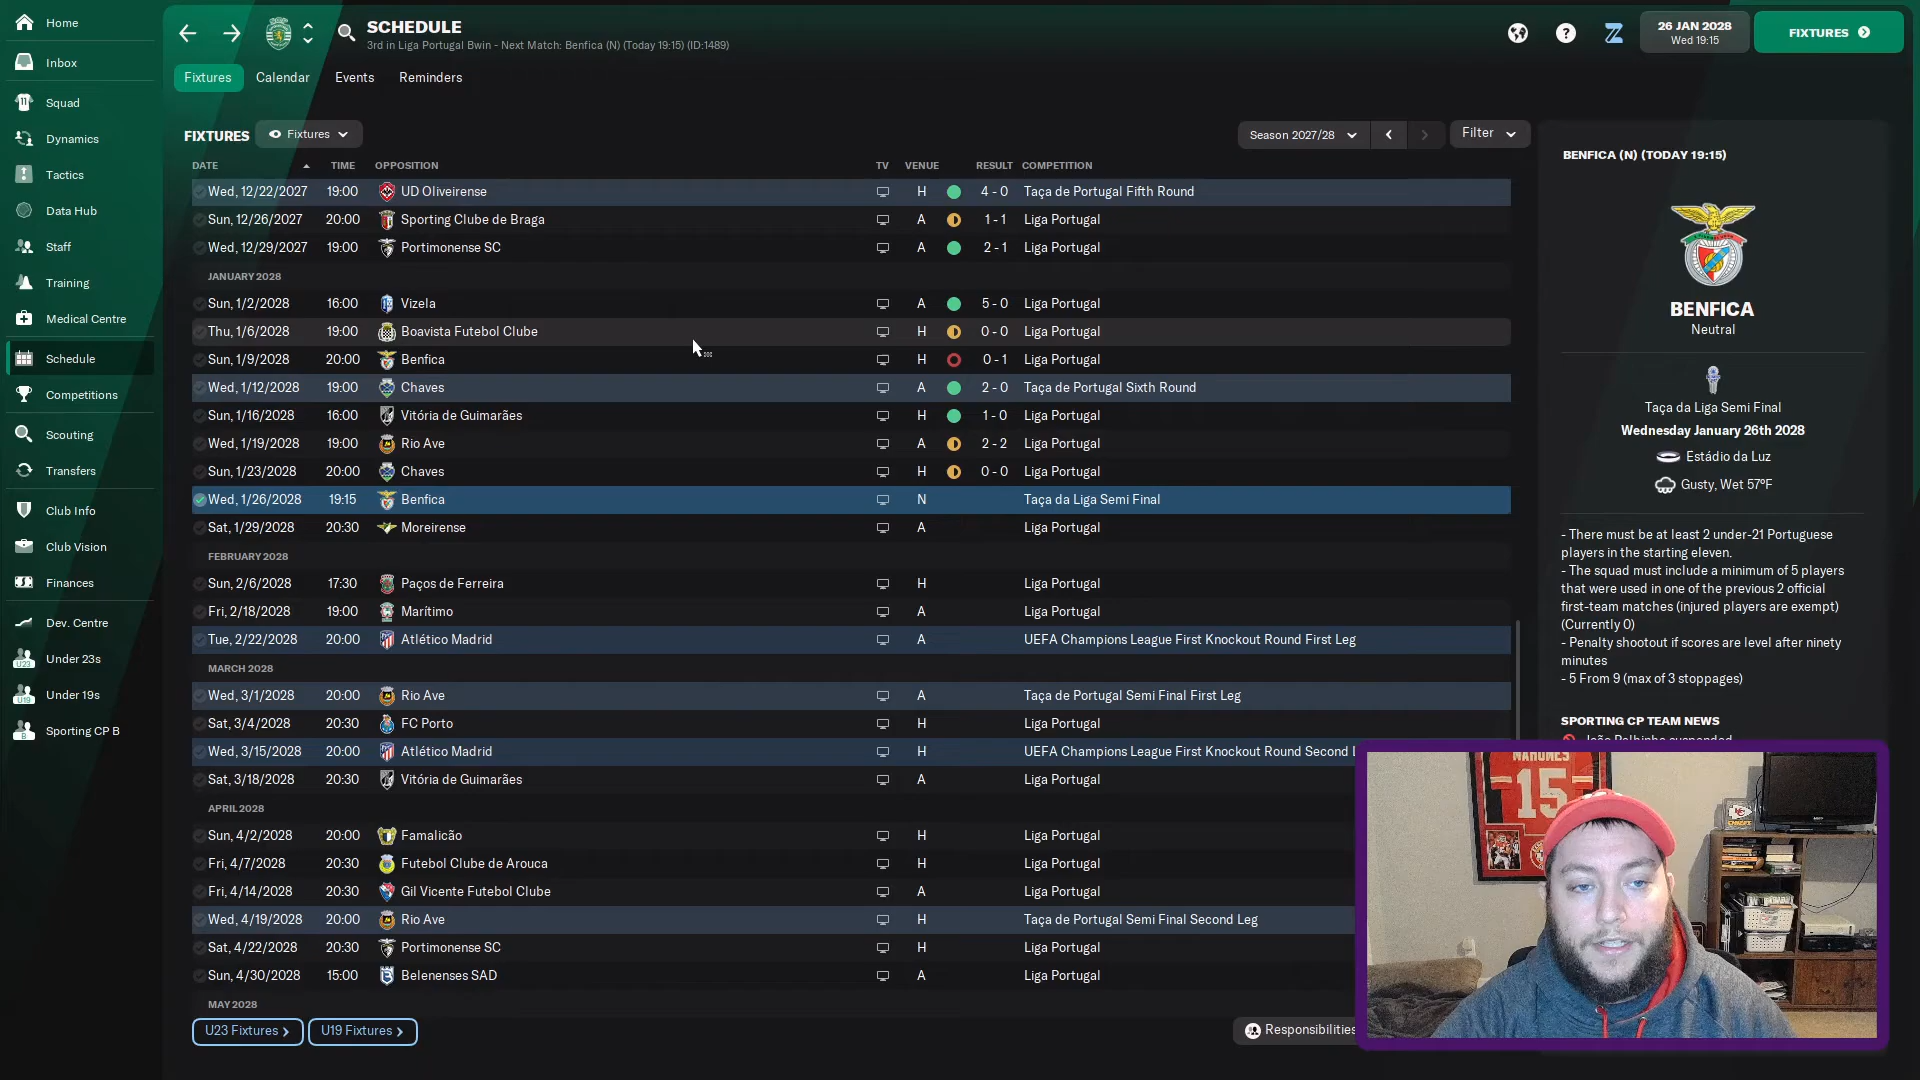 Home
Inbox
Squad
Dynamics
Tactics
Data Hub
Staff
Training
Medical Centre
Schedule
Competitions
Scouting
Transfers
Club Info
Club Vision
Finances
Dev. Centre
Under 23s
Under 19s
Sporting CP B
SCHEDULE
3rd in Liga Portugal Bwin - Next Match: Benfica (N) (Today 19:15) (ID:1489)
26 JAN 2028
Wed 19:15
FIXTURES
Fixtures Calendar Events Reminders
FIXTURES Fixtures
Season 2027/28 Filter
DATE TIME OPPOSITION TV VENUE RESULT COMPETITION
Wed, 12/22/2027 19:00 UD Oliveirense H 4 - 0 Taça de Portugal Fifth Round
Sun, 12/26/2027 20:00 Sporting Clube de Braga A 1 - 1 Liga Portugal
Wed, 12/29/2027 19:00 Portimonense SC A 2 - 1 Liga Portugal
JANUARY 2028
Sun, 1/2/2028 16:00 Vizela A 5 - 0 Liga Portugal
Thu, 1/6/2028 19:00 Boavista Futebol Clube H 0 - 0 Liga Portugal
Sun, 1/9/2028 20:00 Benfica H 0 - 1 Liga Portugal
Wed, 1/12/2028 19:00 Chaves A 2 - 0 Taça de Portugal Sixth Round
Sun, 1/16/2028 16:00 Vitória de Guimarães H 1 - 0 Liga Portugal
Wed, 1/19/2028 19:00 Rio Ave A 2 - 2 Liga Portugal
Sun, 1/23/2028 20:00 Chaves H 0 - 0 Liga Portugal
Wed, 1/26/2028 19:15 Benfica N Taça da Liga Semi Final
Sat, 1/29/2028 20:30 Moreirense A Liga Portugal
FEBRUARY 2028
Sun, 2/6/2028 17:30 Paços de Ferreira H Liga Portugal
Fri, 2/18/2028 19:00 Marítimo A Liga Portugal
Tue, 2/22/2028 20:00 Atlético Madrid A UEFA Champions League First Knockout Round First Leg
MARCH 2028
Wed, 3/1/2028 20:00 Rio Ave A Taça de Portugal Semi Final First Leg
Sat, 3/4/2028 20:30 FC Porto H Liga Portugal
Wed, 3/15/2028 20:00 Atlético Madrid H UEFA Champions League First Knockout Round Second L
Sat, 3/18/2028 20:30 Vitória de Guimarães A Liga Portugal
APRIL 2028
Sun, 4/2/2028 20:00 Famalicão H Liga Portugal
Fri, 4/7/2028 20:30 Futebol Clube de Arouca H Liga Portugal
Fri, 4/14/2028 20:30 Gil Vicente Futebol Clube A Liga Portugal
Wed, 4/19/2028 20:00 Rio Ave H Taça de Portugal Semi Final Second Leg
Sat, 4/22/2028 20:30 Portimonense SC H Liga Portugal
Sun, 4/30/2028 15:00 Belenenses SAD A Liga Portugal
MAY 2028
U23 Fixtures U19 Fixtures
Responsibilities
BENFICA (N) (TODAY 19:15)
BENFICA
Neutral
Taça da Liga Semi Final
Wednesday January 26th 2028
Estádio da Luz
Gusty, Wet 57ºF
- There must be at least 2 under-21 Portuguese
players in the starting eleven.
- The squad must include a minimum of 5 players
that were used in one of the previous 2 official
first-team matches (injured players are exempt)
(Currently 0)
- Penalty shootout if scores are level after ninety
minutes
- 5 From 9 (max of 3 stoppages)
SPORTING CP TEAM NEWS
João Palhinha suspended
MAHOMES
15
CHIEFS